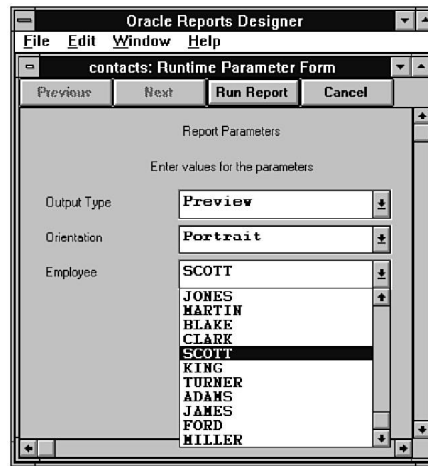 Oracle Reports Designer
File Edit Window Help
contacts: Runtime Parameter Form
Previous Next Run Report Cancel
Report Parameters
Enter values for the parameters
Output Type Preview
Orientation Portrait
Employee SCOTT
JONES
MARTIN
BLAKE
CLARK
SCOTT
KING
TURNER
ADAMS
JAMES
FORD
MILLER